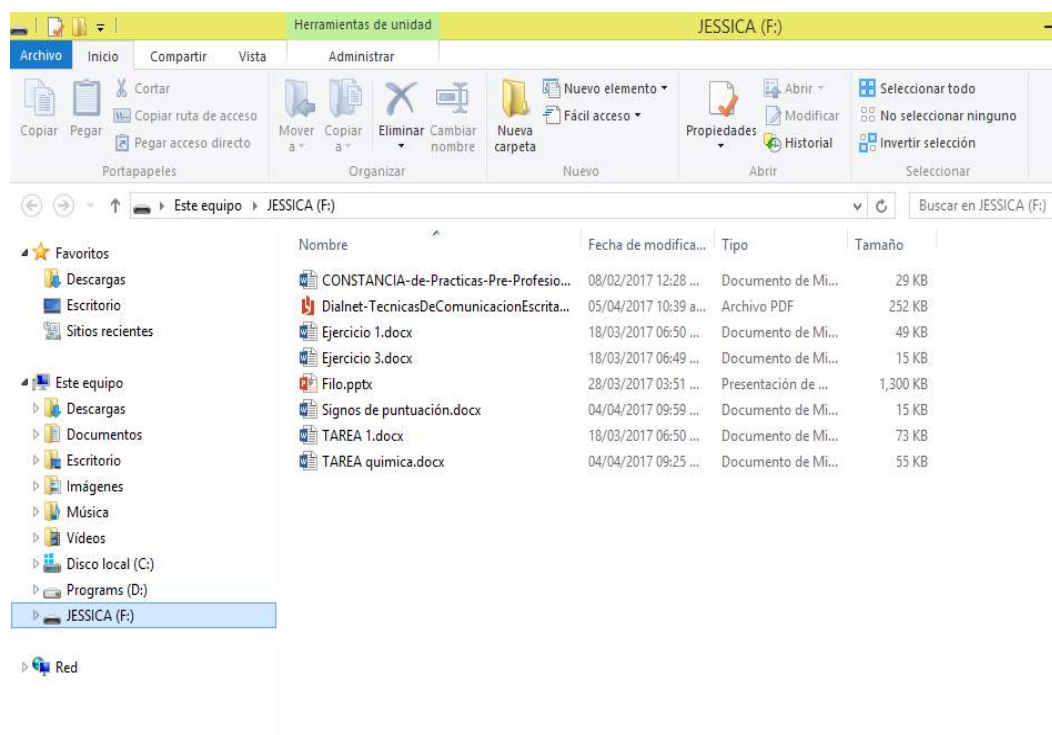 Herramientas de unidad JESSICA (F:)
Archivo Inicio Compartir Vista Administrar
Copiar
Pegar
Cortar
Copiar ruta de acceso
Pegar acceso directo
Portapapeles
Mover a
Copiar a
Eliminar
Cambiar nombre
Organizar
Nueva carpeta
Nuevo elemento
Fácil acceso
Nuevo
Propiedades
Abrir
Modificar
Historial
Abrir
Seleccionar todo
No seleccionar ninguno
Invertir selección
Seleccionar
Este equipo JESSICA (F:) Buscar en JESSICA (F:)
Favoritos
Descargas
Escritorio
Sitios recientes
Este equipo
Descargas
Documentos
Escritorio
Imágenes
Música
Vídeos
Disco local (C:)
Programs (D:)
JESSICA (F:)
Red
Nombre Fecha de modifica... Tipo Tamaño
CONSTANCIA-de-Practicas-Pre-Profesio... 08/02/2017 12:28 ... Documento de Mi... 29 KB
Dialnet-TecnicasDeComunicacionEscrita... 05/04/2017 10:39 a... Archivo PDF 252 KB
Ejercicio 1.docx 18/03/2017 06:50 ... Documento de Mi... 49 KB
Ejercicio 3.docx 18/03/2017 06:49 ... Documento de Mi... 15 KB
Filo.pptx 28/03/2017 03:51 ... Presentación de ... 1,300 KB
Signos de puntuación.docx 04/04/2017 09:59 ... Documento de Mi... 15 KB
TAREA 1.docx 18/03/2017 06:50 ... Documento de Mi... 73 KB
TAREA quimica.docx 04/04/2017 09:25 ... Documento de Mi... 55 KB